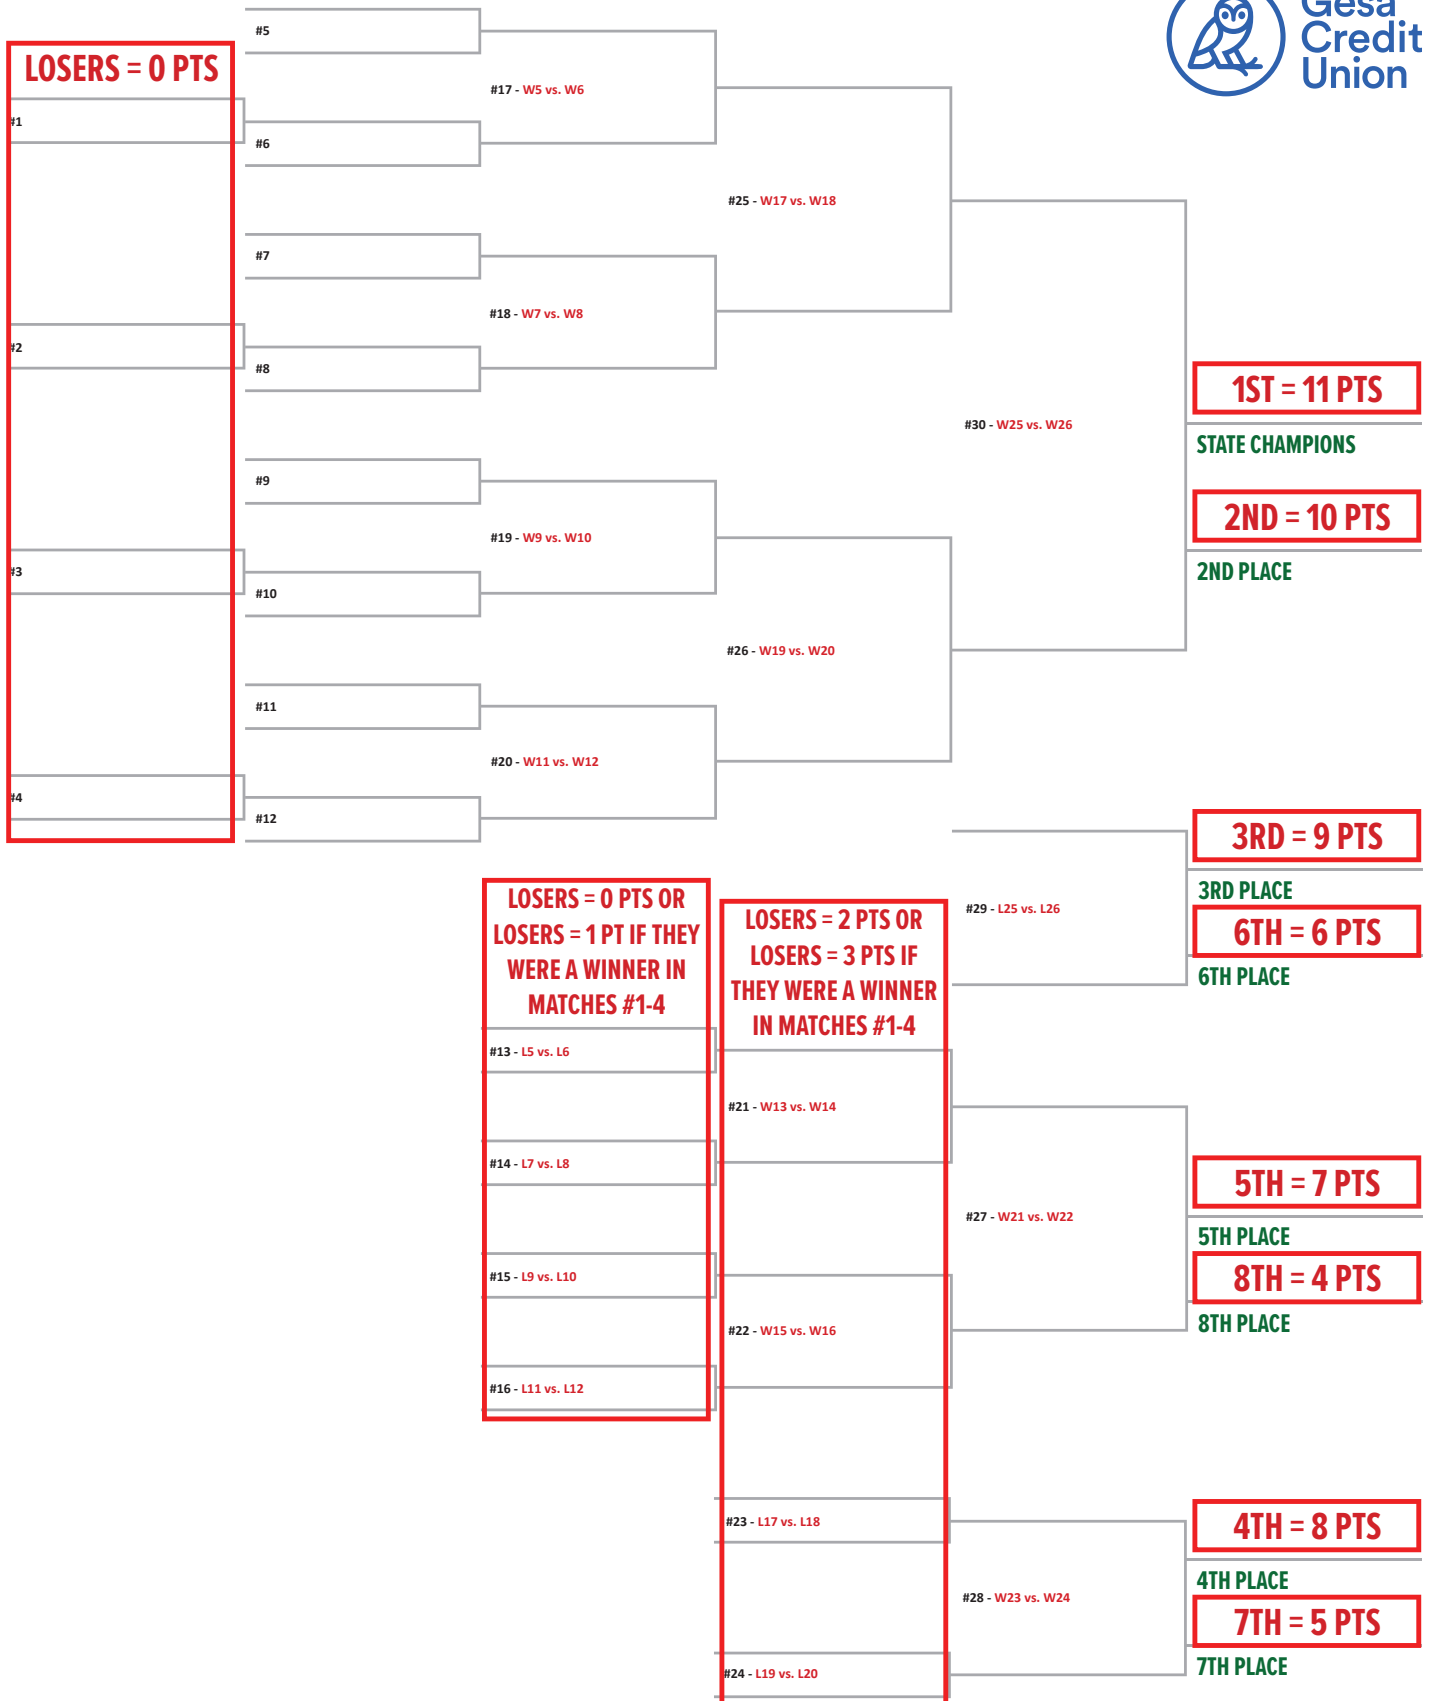 Gesa
Credit
Union
LOSERS = 0 PTS
#1
#2
#3
#4
#5
#6
#7
#8
#9
#10
#11
#12
#17 - W5 vs. W6
#18 - W7 vs. W8
#19 - W9 vs. W10
#20 - W11 vs. W12
#25 - W17 vs. W18
#26 - W19 vs. W20
#30 - W25 vs. W26
1ST = 11 PTS
STATE CHAMPIONS
2ND = 10 PTS
2ND PLACE
LOSERS = 0 PTS OR
LOSERS = 1 PT IF THEY
WERE A WINNER IN
MATCHES #1-4
#13 - L5 vs. L6
#14 - L7 vs. L8
#15 - L9 vs. L10
#16 - L11 vs. L12
LOSERS = 2 PTS OR
LOSERS = 3 PTS IF
THEY WERE A WINNER
IN MATCHES #1-4
#21 - W13 vs. W14
#22 - W15 vs. W16
#23 - L17 vs. L18
#24 - L19 vs. L20
#29 - L25 vs. L26
#27 - W21 vs. W22
#28 - W23 vs. W24
3RD = 9 PTS
3RD PLACE
6TH = 6 PTS
6TH PLACE
5TH = 7 PTS
5TH PLACE
8TH = 4 PTS
8TH PLACE
4TH = 8 PTS
4TH PLACE
7TH = 5 PTS
7TH PLACE